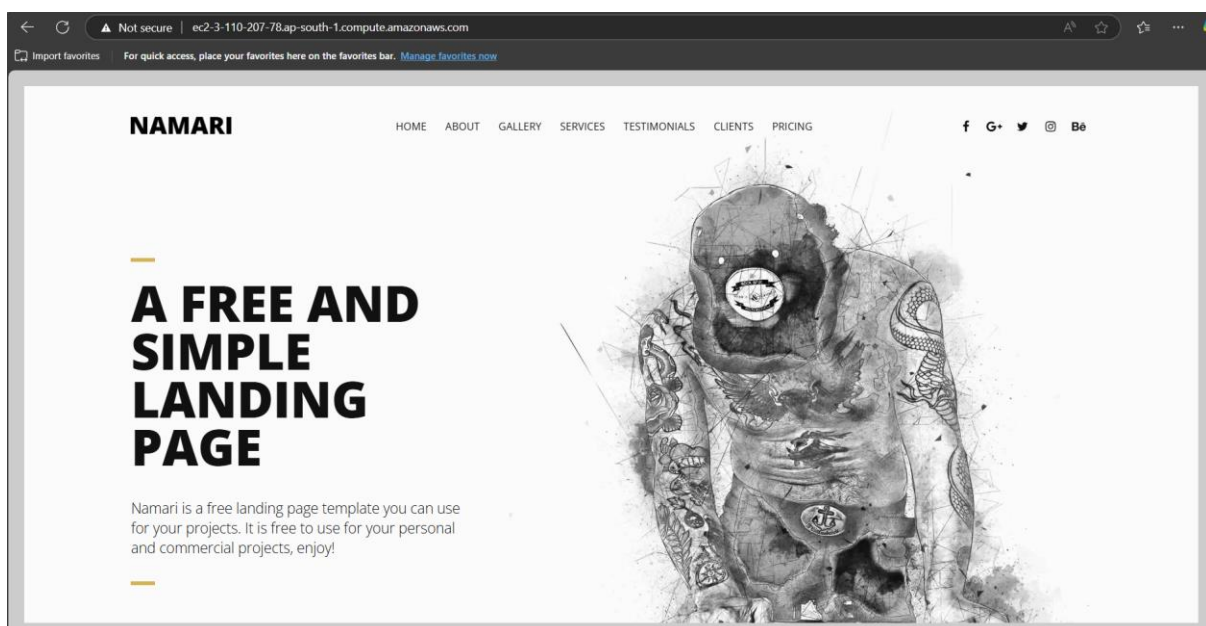 Not secure | ec2-3-110-207-78.ap-south-1.compute.amazonaws.com
Import favorites | For quick access, place your favorites here on the favorites bar. Manage favorites now
NAMARI HOME ABOUT GALLERY SERVICES TESTIMONIALS CLIENTS PRICING
A FREE AND
SIMPLE
LANDING
PAGE
Namari is a free landing page template you can use
for your projects. It is free to use for your personal
and commercial projects, enjoy!